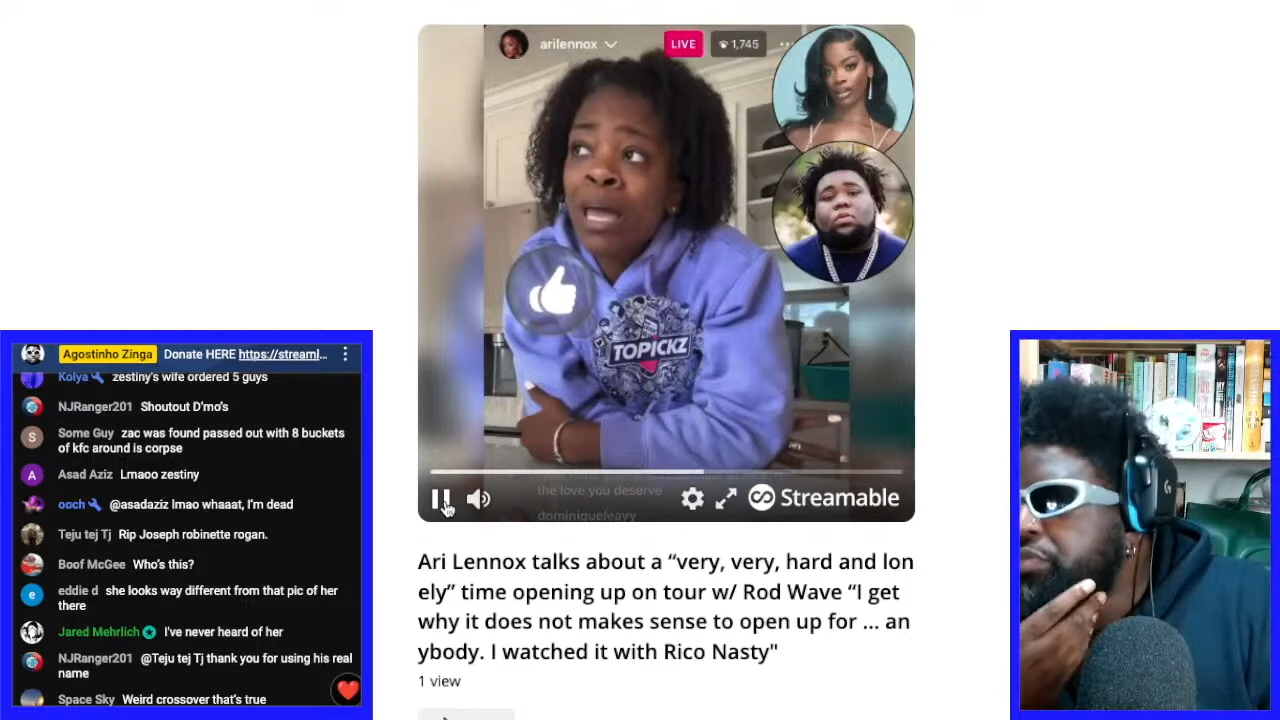 arilennox
LIVE
1,745
TOPICKZ
the love you deserve
dominiqueleavy
Streamable
Ari Lennox talks about a “very, very, hard and lon
ely” time opening up on tour w/ Rod Wave “I get
why it does not makes sense to open up for ... an
ybody. I watched it with Rico Nasty"
1 view
Agostinho Zinga Donate HERE https://streaml...
Kolya zestiny's wife ordered 5 guys
NJRanger201 Shoutout D'mo's
S
Some Guy zac was found passed out with 8 buckets
of kfc around is corpse
A
Asad Aziz Lmaoo zestiny
ooch @asadaziz lmao whaaat, I'm dead
Teju tej Tj Rip Joseph robinette rogan.
Boof McGee Who's this?
e
eddie d she looks way different from that pic of her
there
Jared Mehrlich I've never heard of her
NJRanger201 @Teju tej Tj thank you for using his real
name
Space Sky Weird crossover that's true